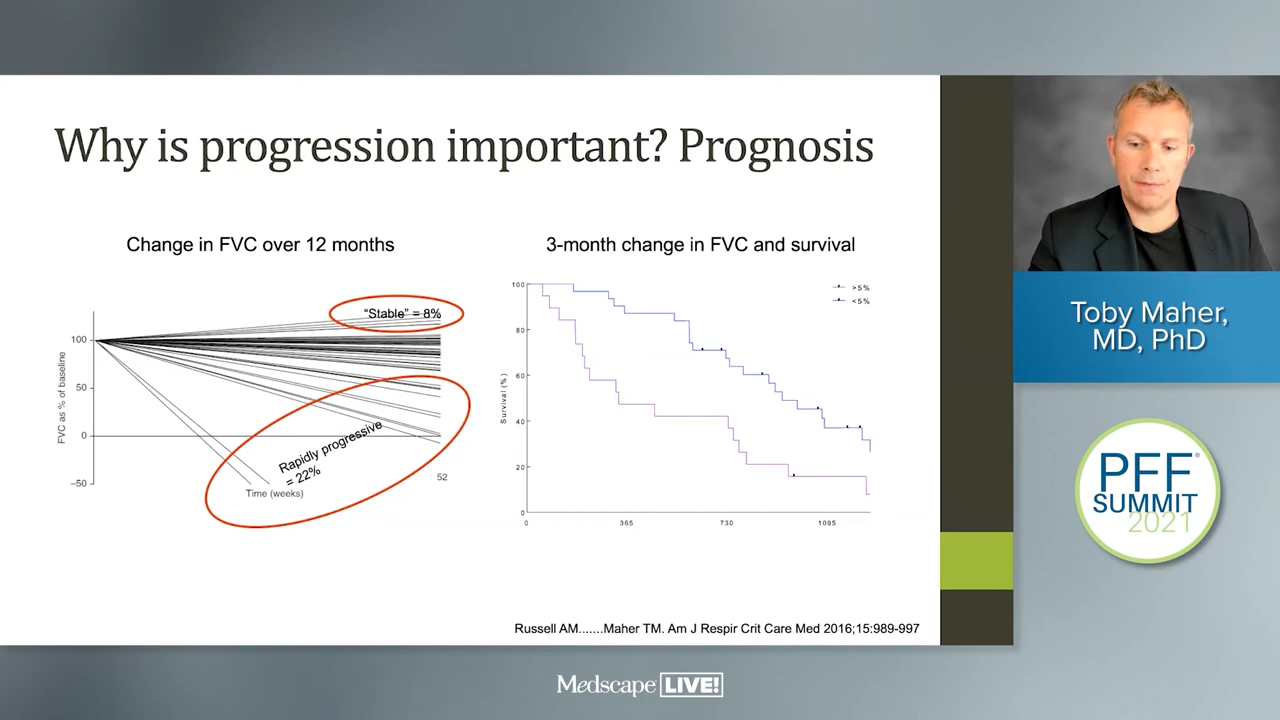 Why is progression important? Prognosis
Change in FVC over 12 months
"Stable" = 8%
100
50
0
−50
FVC as % of baseline
Rapidly progressive
= 22%
Time (weeks)
52
3-month change in FVC and survival
>5%
<5%
100
80
60
40
20
0
Survival (%)
0
365
730
1095
Russell AM.......Maher TM. Am J Respir Crit Care Med 2016;15:989-997
Toby Maher,
MD, PhD
PFF®
SUMMIT
2021
Medscape LIVE!